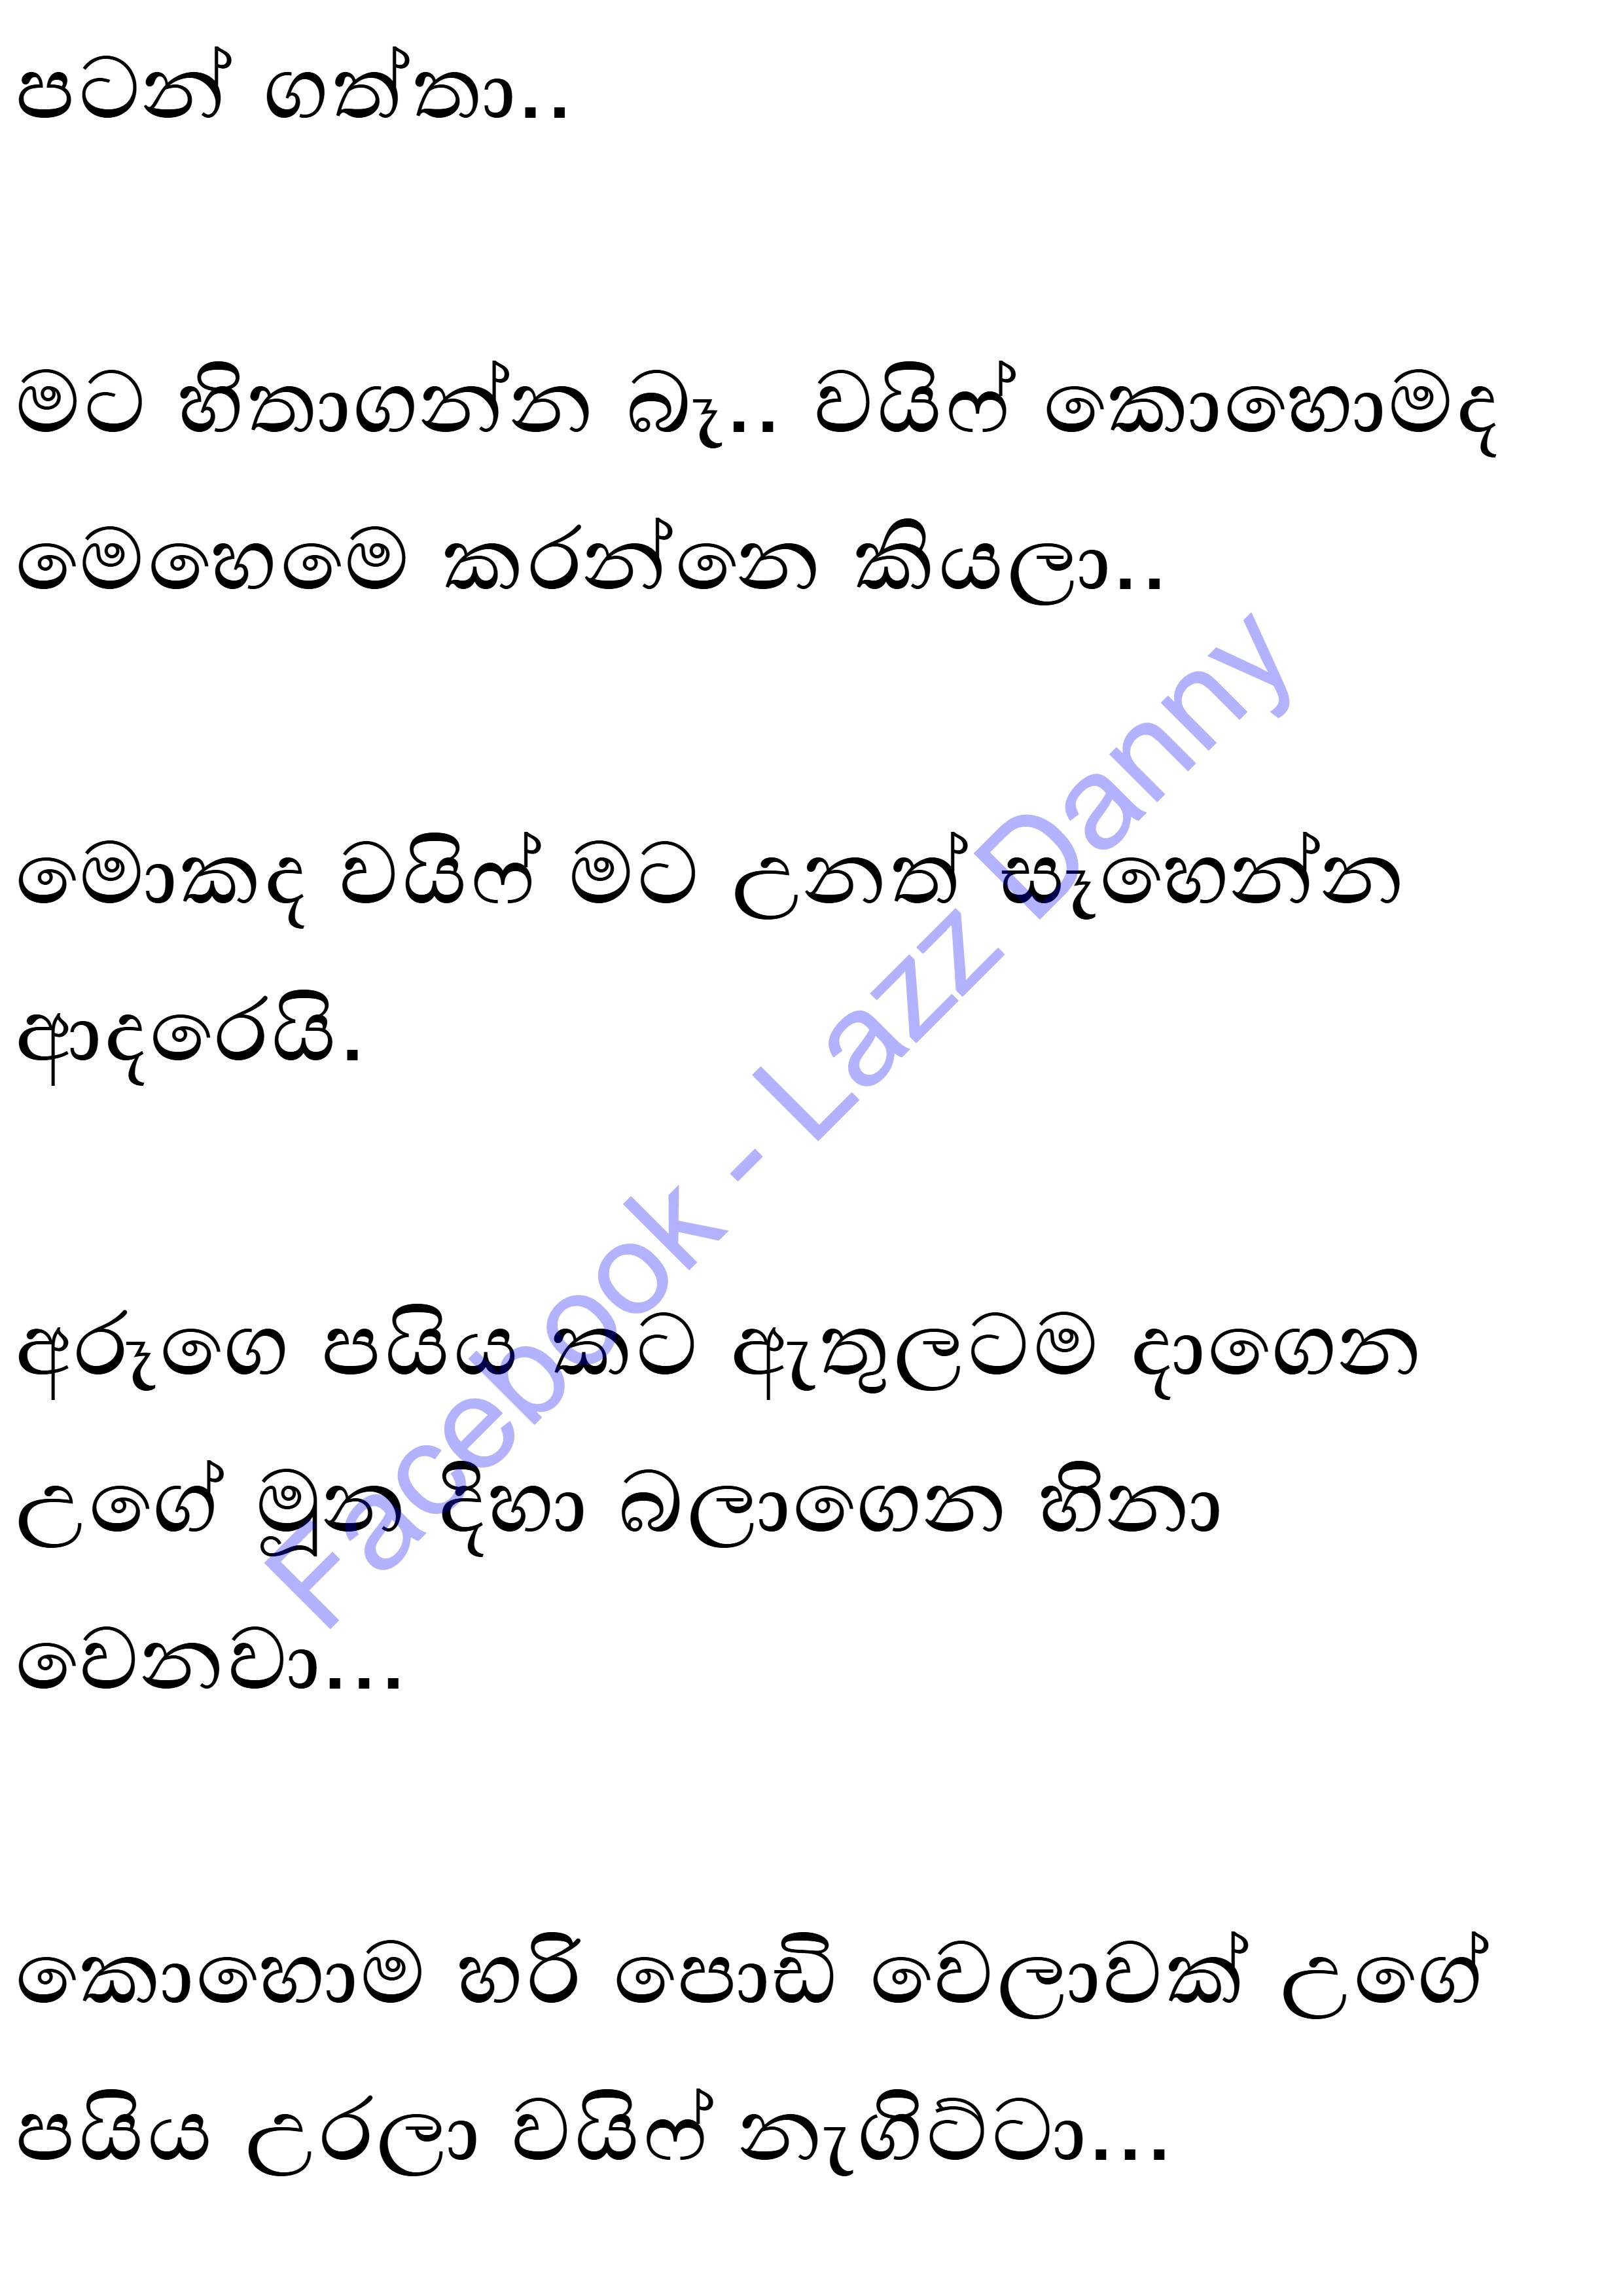 පටන් ගත්තා..
මට හිතාගන්න බෑ.. වයිෆ් කොහොමද
මෙහෙමෙ කරන්නෙ කියලා..
මොකද වයිෆ් මට උනත් සෑහෙන්න
ආදරෙයි.
අරූගෙ පයිය කට ඇතුලටම දාගෙන
උගේ මූන දිහා බලාගෙන හිනා
වෙනවා...
කොහොම හරි පොඩි වෙලාවක් උගේ
පයිය උරලා වයිෆ් නැගිට්ටා...
Facebook - Lazz Danny